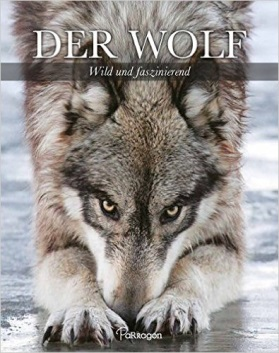 DER WOLF
Wild und faszinierend
PaRragon